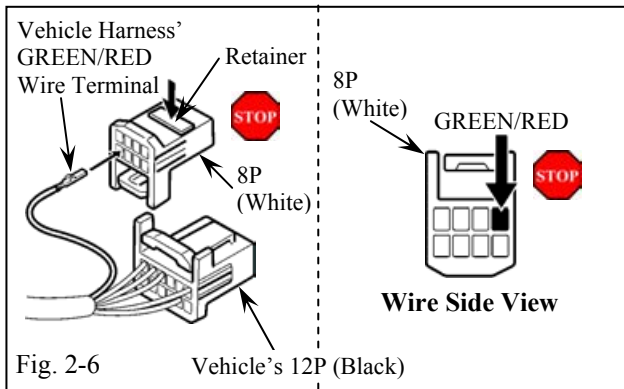 Vehicle Harness’
GREEN/RED
Wire Terminal
Retainer
STOP
8P
(White)
Vehicle’s 12P (Black)
Fig. 2-6
8P
(White)
GREEN/RED
STOP
Wire Side View